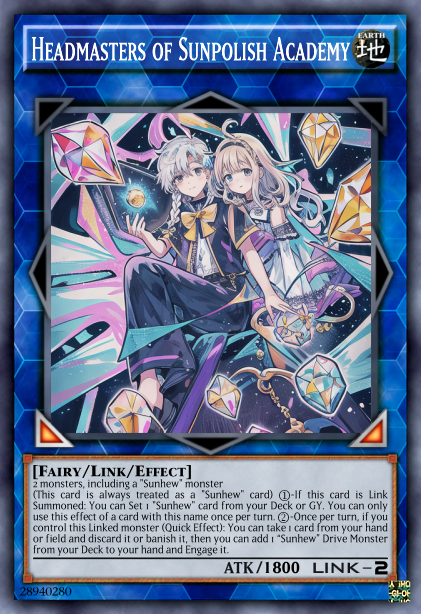 Headmasters of Sunpolish Academy
EARTH
地
[Fairy/Link/Effect]
2 monsters, including a "Sunhew" monster
(This card is always treated as a "Sunhew" card) ①-If this card is Link
Summoned: You can Set 1 "Sunhew" card from your Deck or GY. You can only
use this effect of a card with this name once per turn. ②-Once per turn, if you
control this Linked monster (Quick Effect): You can take 1 card from your hand
or field and discard it or banish it, then you can add 1 "Sunhew" Drive Monster
from your Deck to your hand and Engage it.
ATK/1800 LINK-2
28940280